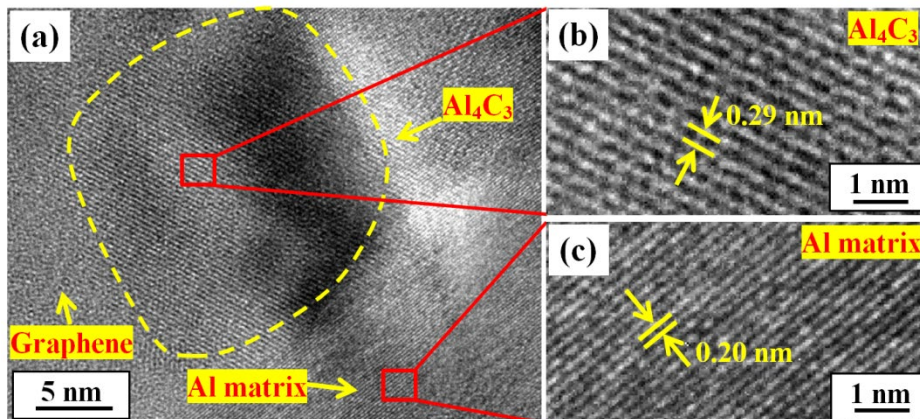 (a)
Al₄C₃
Graphene
Al matrix
5 nm
(b)
Al₄C₃
0.29 nm
1 nm
(c)
Al matrix
0.20 nm
1 nm